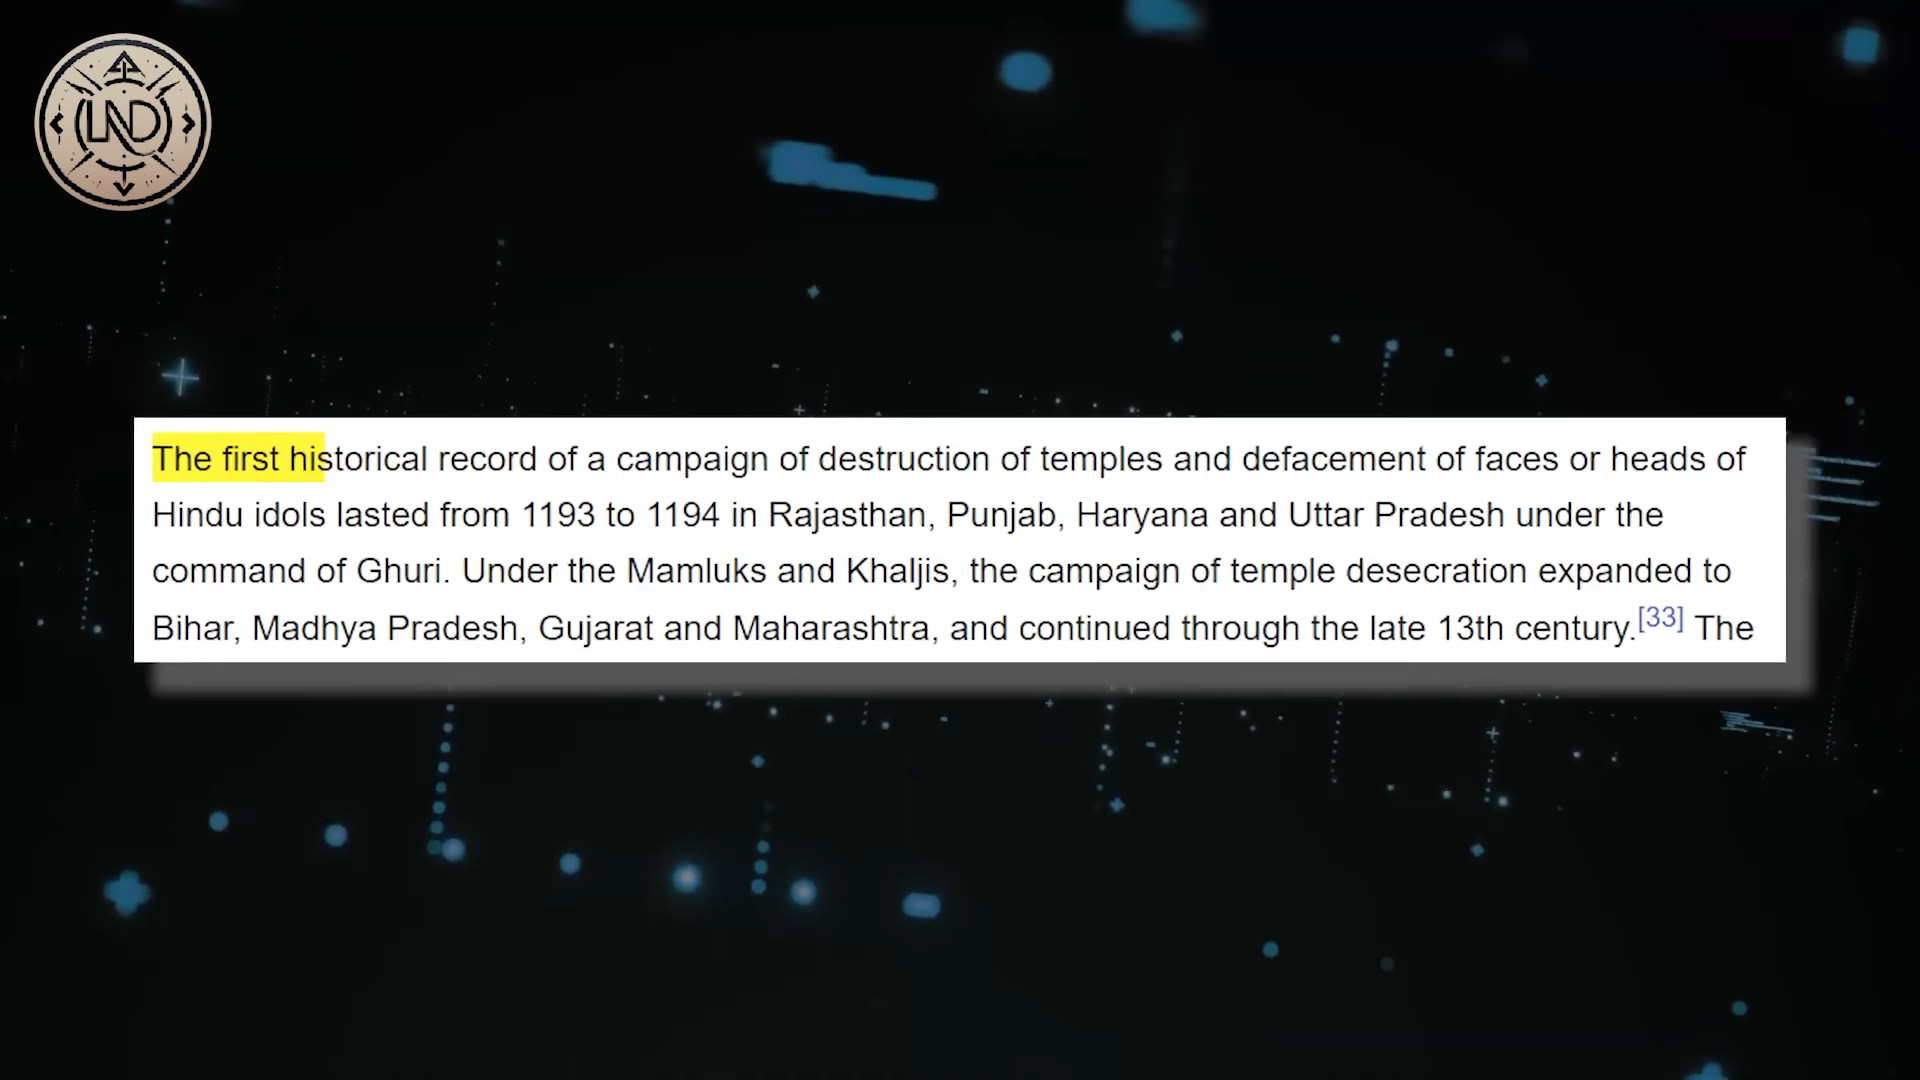 IND
The first historical record of a campaign of destruction of temples and defacement of faces or heads of
Hindu idols lasted from 1193 to 1194 in Rajasthan, Punjab, Haryana and Uttar Pradesh under the
command of Ghuri. Under the Mamluks and Khaljis, the campaign of temple desecration expanded to
Bihar, Madhya Pradesh, Gujarat and Maharashtra, and continued through the late 13th century.[33] The